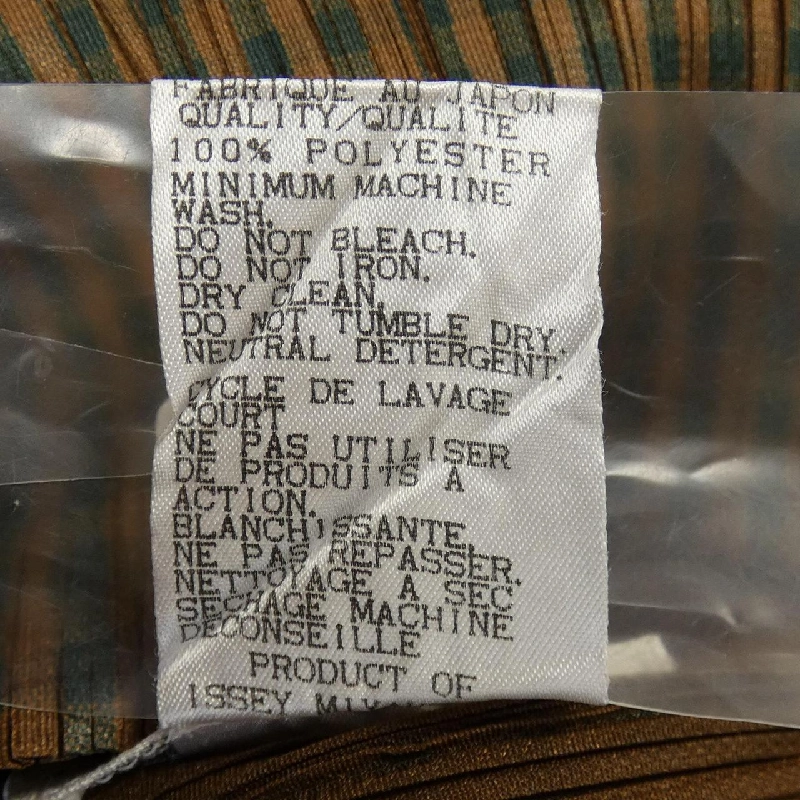 FABRIQUE AU JAPON
QUALITY/QUALITE
100% POLYESTER
MINIMUM MACHINE
WASH.
DO NOT BLEACH.
DO NOT IRON.
DRY CLEAN.
DO NOT TUMBLE DRY.
NEUTRAL DETERGENT.
CYCLE DE LAVAGE
COURT
NE PAS UTILISER
DE PRODUITS A
ACTION.
BLANCHISSANTE.
NE PAS REPASSER.
NETTOYAGE A SEC
SECHAGE MACHINE
DECONSEILLE
PRODUCT OF
ISSEY